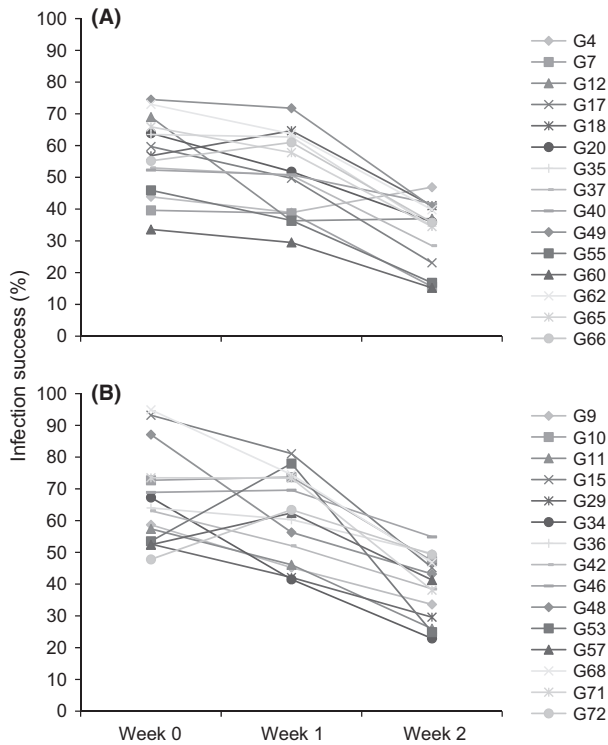 (A)
100
90
80
70
60
50
40
30
20
10
0
G4
G7
G12
G17
G18
G20
G35
G37
G40
G49
G55
G60
G62
G65
G66
Infection success (%)
(B)
100
90
80
70
60
50
40
30
20
10
0
G9
G10
G11
G15
G29
G34
G36
G42
G46
G48
G53
G57
G68
G71
G72
Week 0 Week 1 Week 2